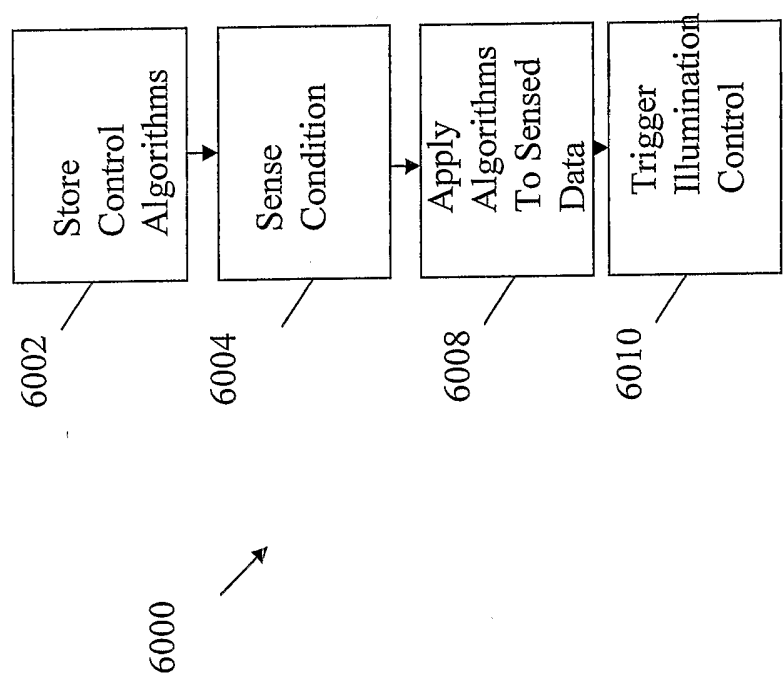 6000
6002
Store
Control
Algorithms
6004
Sense
Condition
6008
Apply
Algorithms
To Sensed
Data
6010
Trigger
Illumination
Control